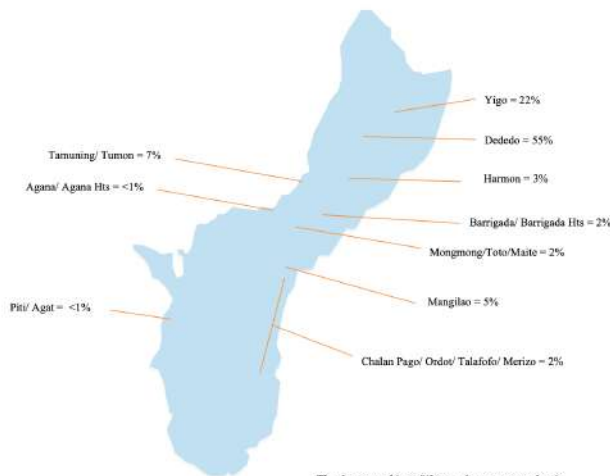 Yigo = 22%
Dededo = 55%
Tamuning/ Tumon = 7%
Harmon = 3%
Agana/ Agana Hts = <1%
Barrigada/ Barrigada Hts = 2%
Mongmong/Toto/Maite = 2%
Mangilao = 5%
Piti/ Agat = <1%
Chalan Pago/ Ordot/ Talafofo/ Merizo = 2%